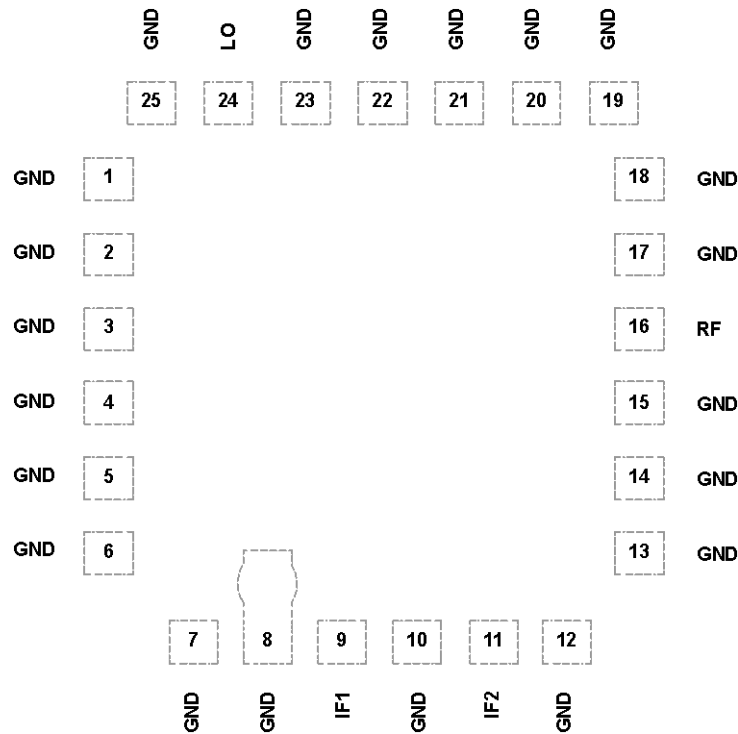 GND LO GND GND GND GND GND
25 24 23 22 21 20 19
GND 1 18 GND
GND 2 17 GND
GND 3 16 RF
GND 4 15 GND
GND 5 14 GND
GND 6 13 GND
7 8 9 10 11 12
GND GND IF1 GND IF2 GND